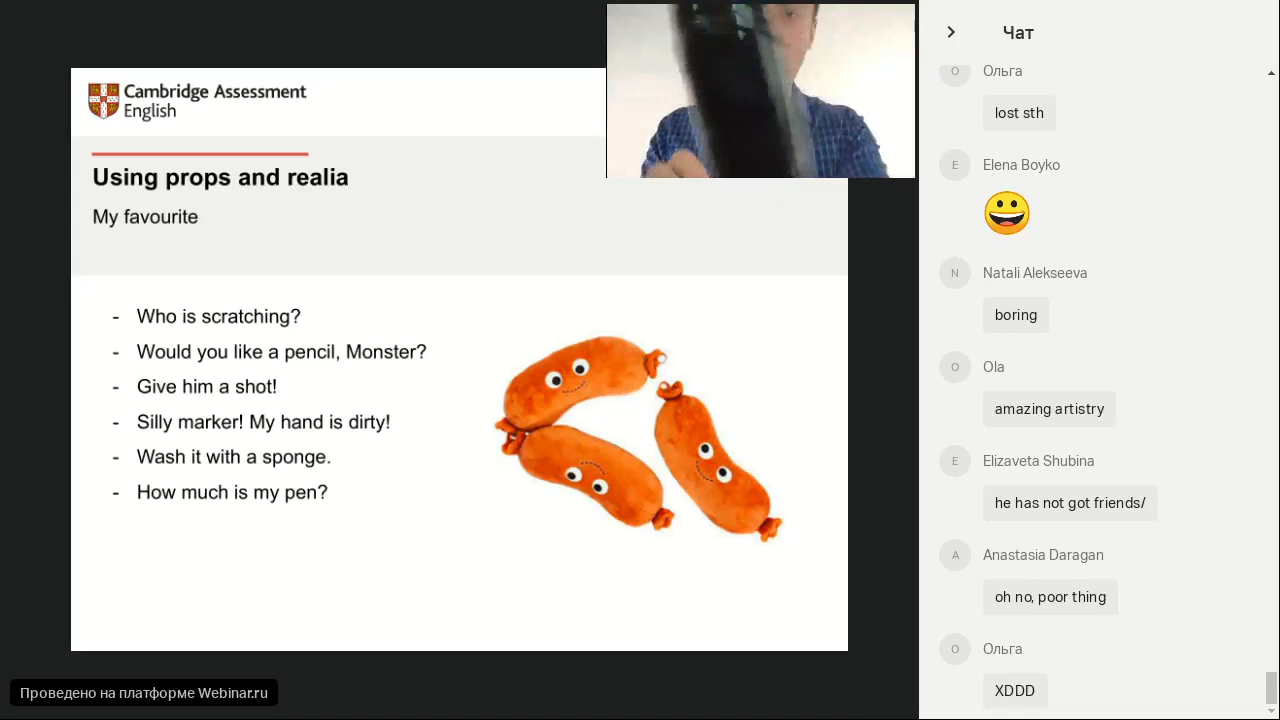 Cambridge Assessment
English
Using props and realia
My favourite
- Who is scratching?
- Would you like a pencil, Monster?
- Give him a shot!
- Silly marker! My hand is dirty!
- Wash it with a sponge.
- How much is my pen?
Проведено на платформе Webinar.ru
Чат
О
Ольга
lost sth
E
Elena Boyko
N
Natali Alekseeva
boring
O
Ola
amazing artistry
E
Elizaveta Shubina
he has not got friends/
A
Anastasia Daragan
oh no, poor thing
О
Ольга
XDDD